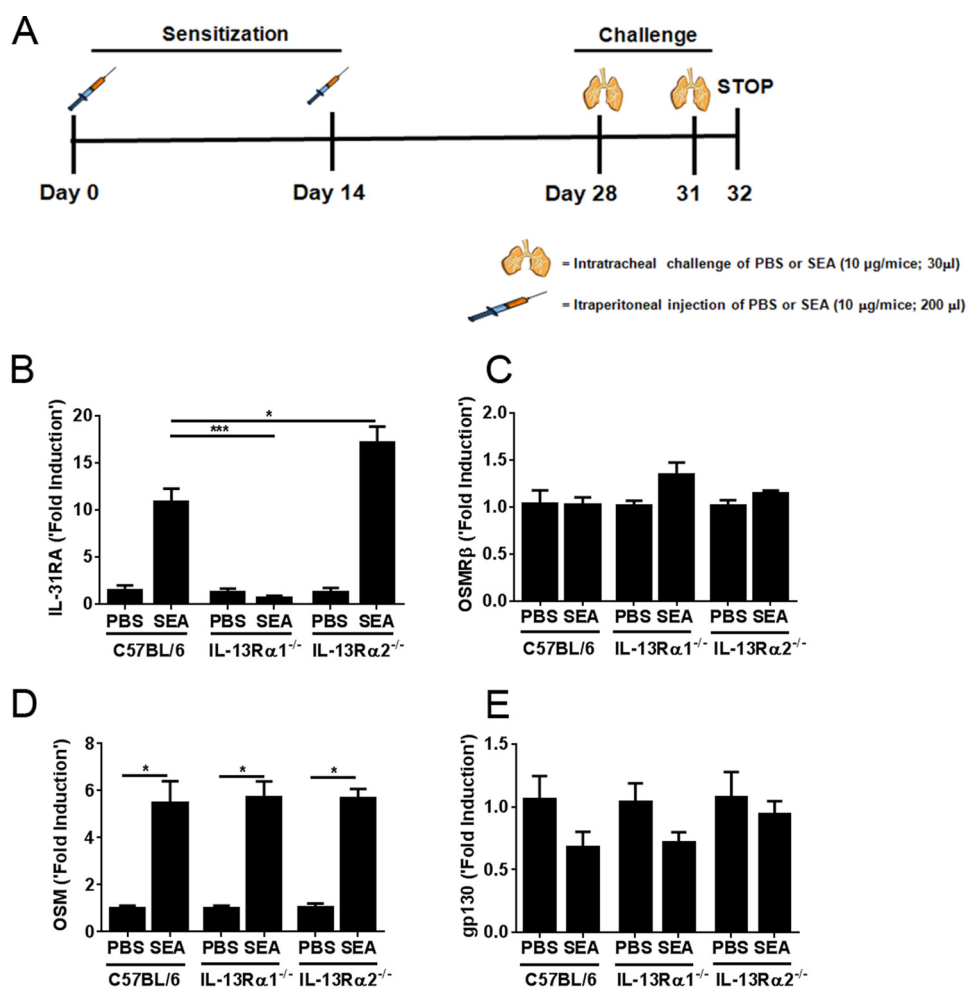 A
Sensitization
Challenge
STOP
Day 0
Day 14
Day 28
31
32
= Intratracheal challenge of PBS or SEA (10 µg/mice; 30µl)
= Itraperitoneal injection of PBS or SEA (10 µg/mice; 200 µl)
B
IL-31RA ('Fold Induction')
20
15
10
5
0
*
***
PBS SEA PBS SEA PBS SEA
C57BL/6 IL-13Rα1-/- IL-13Rα2-/-
C
OSMRβ ('Fold Induction')
2.0
1.5
1.0
0.5
0.0
PBS SEA PBS SEA PBS SEA
C57BL/6 IL-13Rα1-/- IL-13Rα2-/-
D
OSM ('Fold Induction')
8
6
4
2
0
* * *
PBS SEA PBS SEA PBS SEA
C57BL/6 IL-13Rα1-/- IL-13Rα2-/-
E
gp130 ('Fold Induction')
1.5
1.0
0.5
0.0
PBS SEA PBS SEA PBS SEA
C57BL/6 IL-13Rα1-/- IL-13Rα2-/-